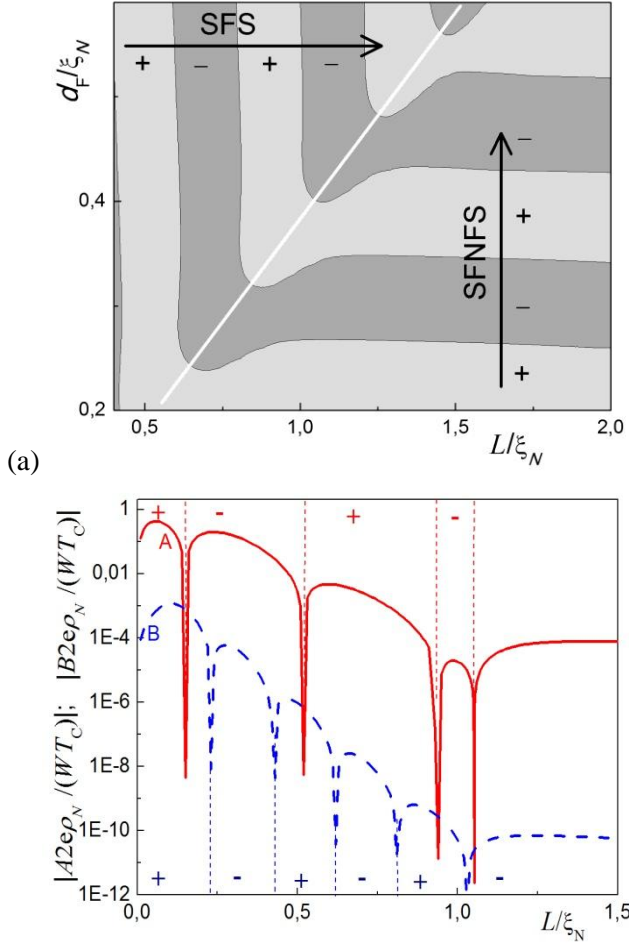 SFS
+ − + −
d_F/ξ_N
0,4
0,2
SFNFS
−
+
−
+
0,5 1,0 1,5 2,0
L/ξ_N
(a)
|A2eρ_N/(WT_C)|; |B2eρ_N/(WT_C)|
1
0,01
1E-4
1E-6
1E-8
1E-10
1E-12
+ - + -
A
B
+ - + - + -
0,0 0,5 1,0 1,5
L/ξ_N